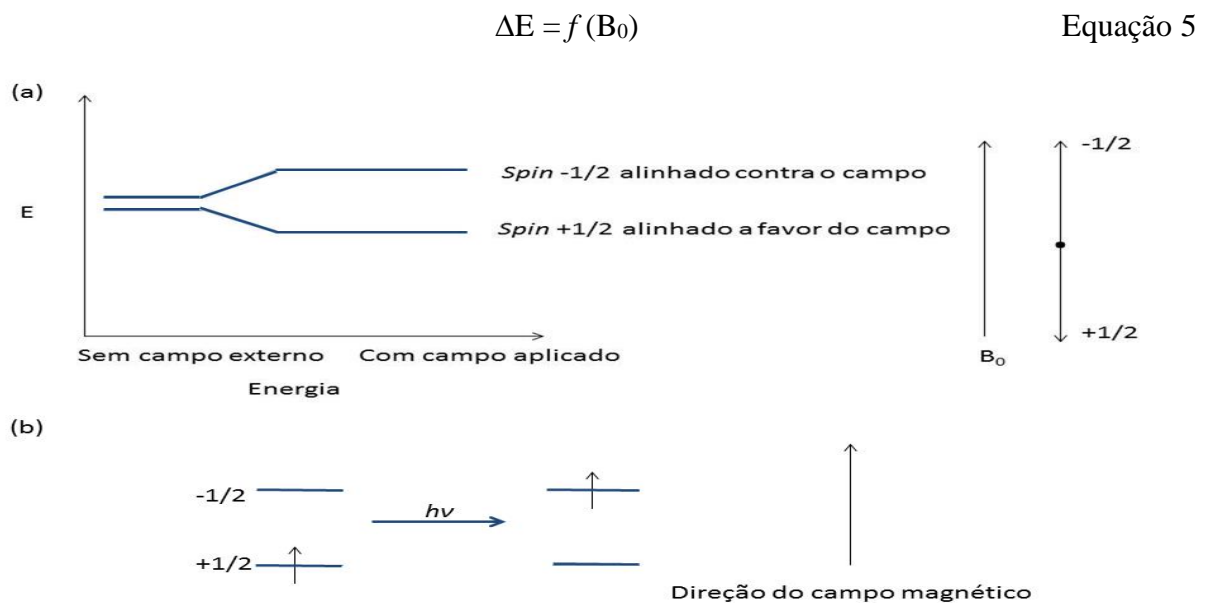 ΔE = f (B₀) Equação 5
(a)
E
Spin -1/2 alinhado contra o campo
Spin +1/2 alinhado a favor do campo
-1/2
+1/2
B₀
Sem campo externo Com campo aplicado
Energia
(b)
-1/2
hν
+1/2
Direção do campo magnético